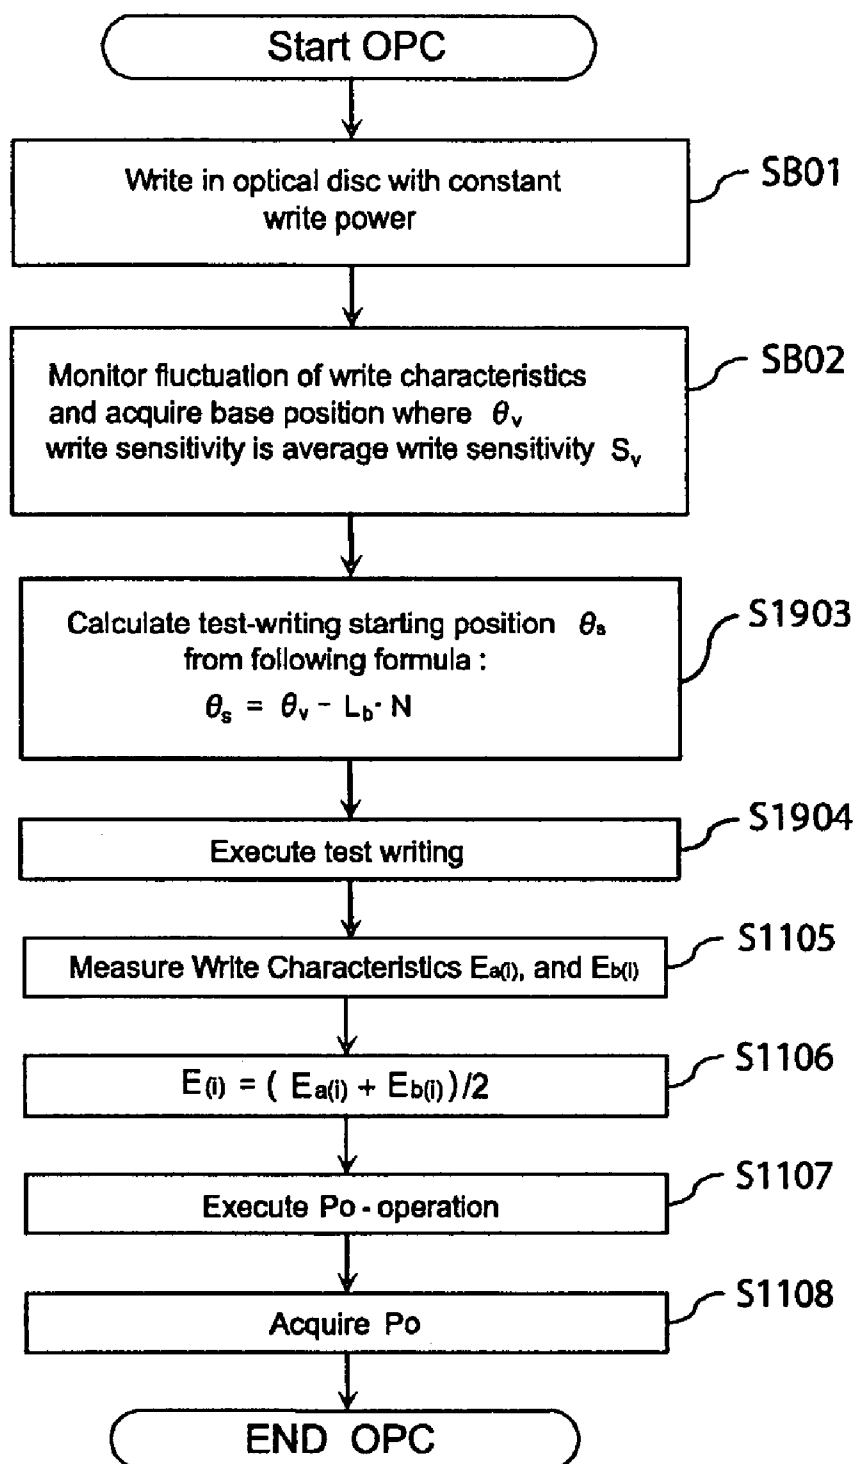 Start OPC
Write in optical disc with constant
write power
SB01
Monitor fluctuation of write characteristics
and acquire base position where θv
write sensitivity is average write sensitivity Sv
SB02
Calculate test-writing starting position θs
from following formula :
θs = θv - Lb· N
S1903
Execute test writing
S1904
Measure Write Characteristics Ea(i), and Eb(i)
S1105
E(i) = ( Ea(i) + Eb(i) )/2
S1106
Execute Po - operation
S1107
Acquire Po
S1108
END OPC